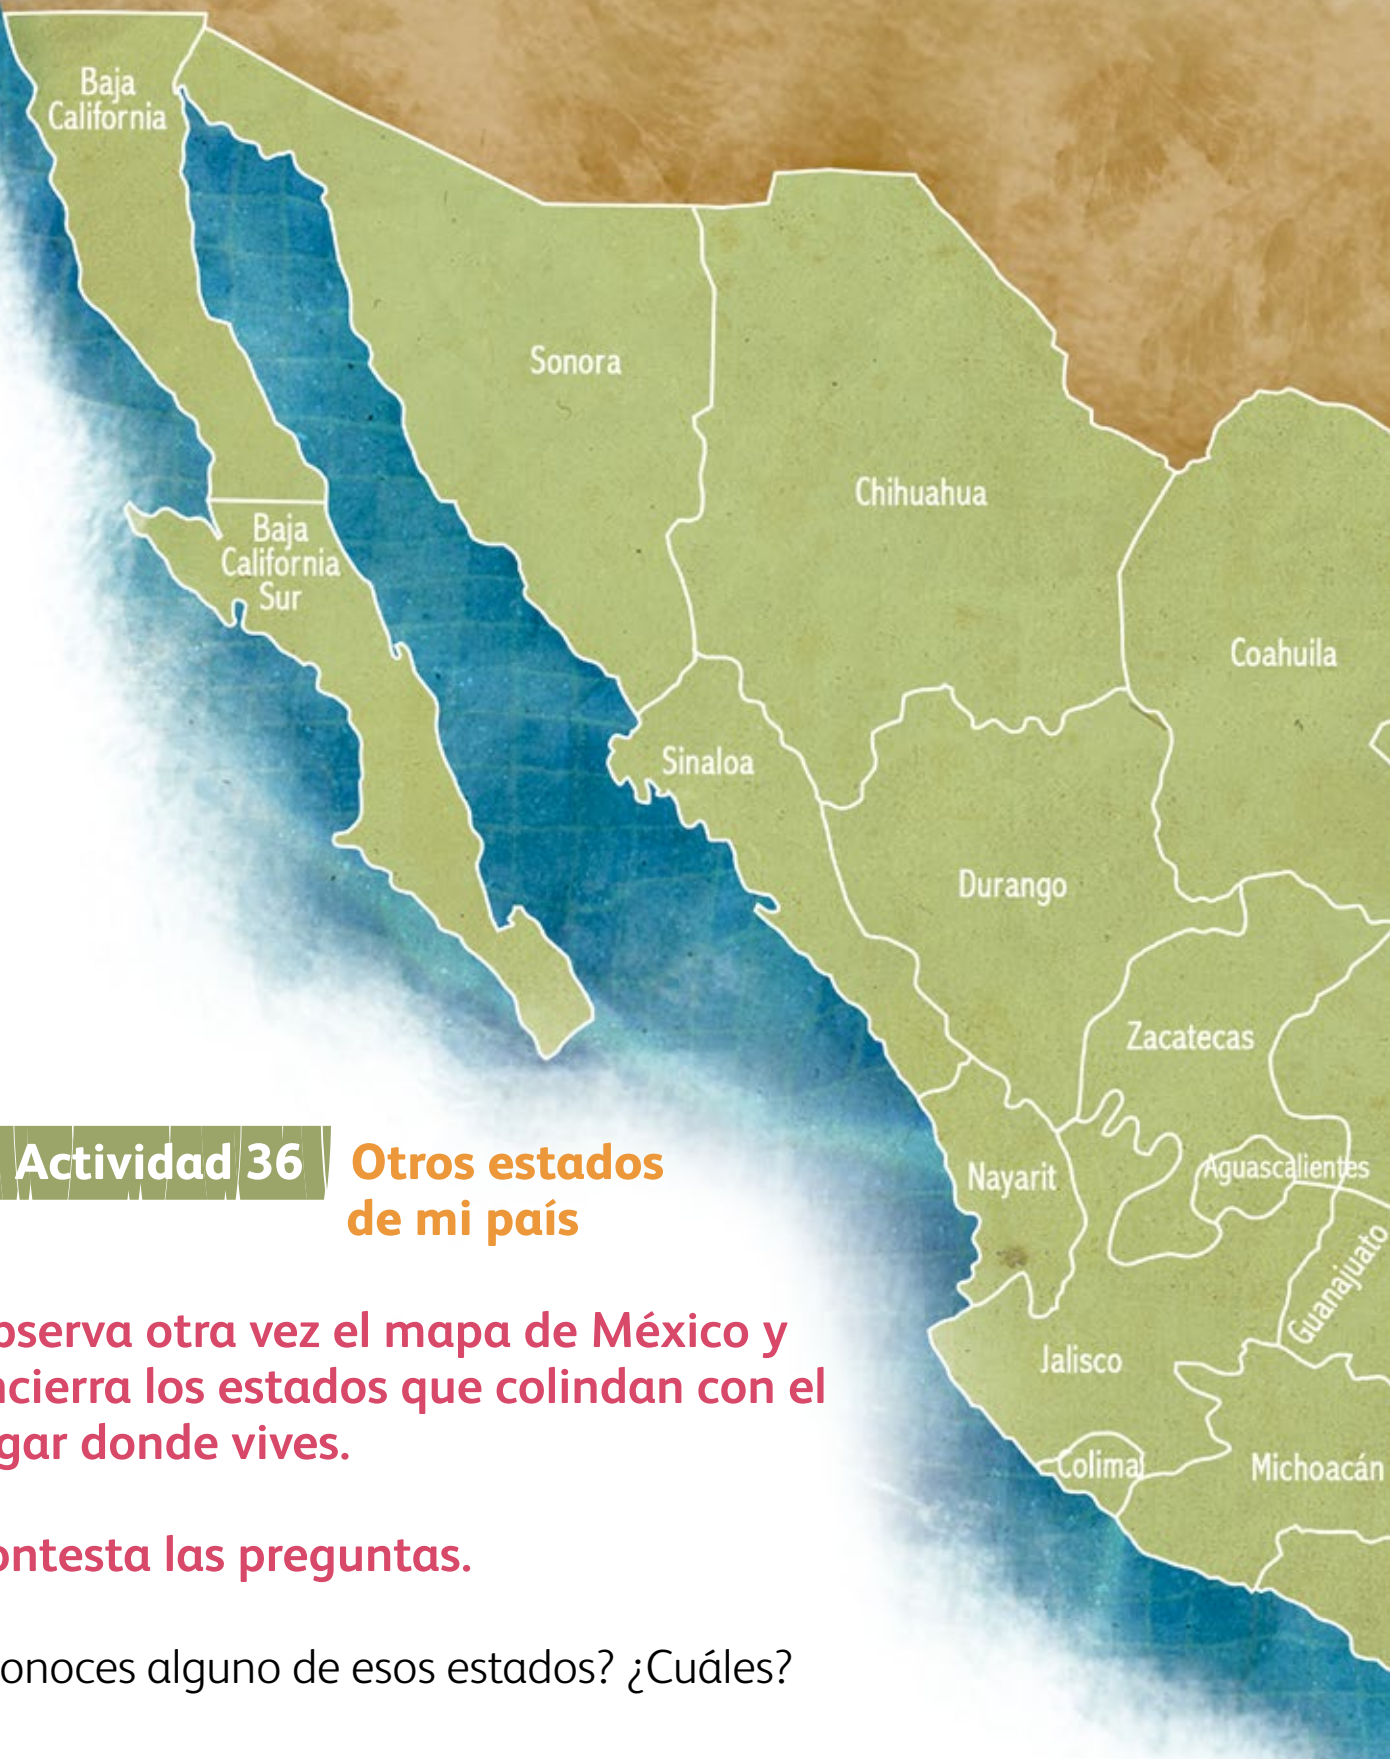 Baja
California
Sonora
Chihuahua
Baja
California
Sur
Coahuila
Sinaloa
Durango
Zacatecas
Nayarit
Aguascalientes
Guanajuato
Jalisco
Colima
Michoacán
Actividad 36
Otros estados
de mi país
bserva otra vez el mapa de México y
ncierra los estados que colindan con el
gar donde vives.
ontesta las preguntas.
onoces alguno de esos estados? ¿Cuáles?